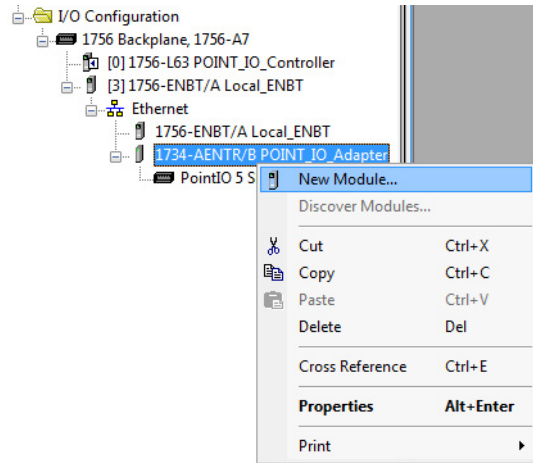 I/O Configuration
1756 Backplane, 1756-A7
[0] 1756-L63 POINT_IO_Controller
[3] 1756-ENBT/A Local_ENBT
Ethernet
1756-ENBT/A Local_ENBT
1734-AENTR/B POINT_IO_Adapter
PointIO 5 S
New Module...
Discover Modules...
Cut Ctrl+X
Copy Ctrl+C
Paste Ctrl+V
Delete Del
Cross Reference Ctrl+E
Properties Alt+Enter
Print